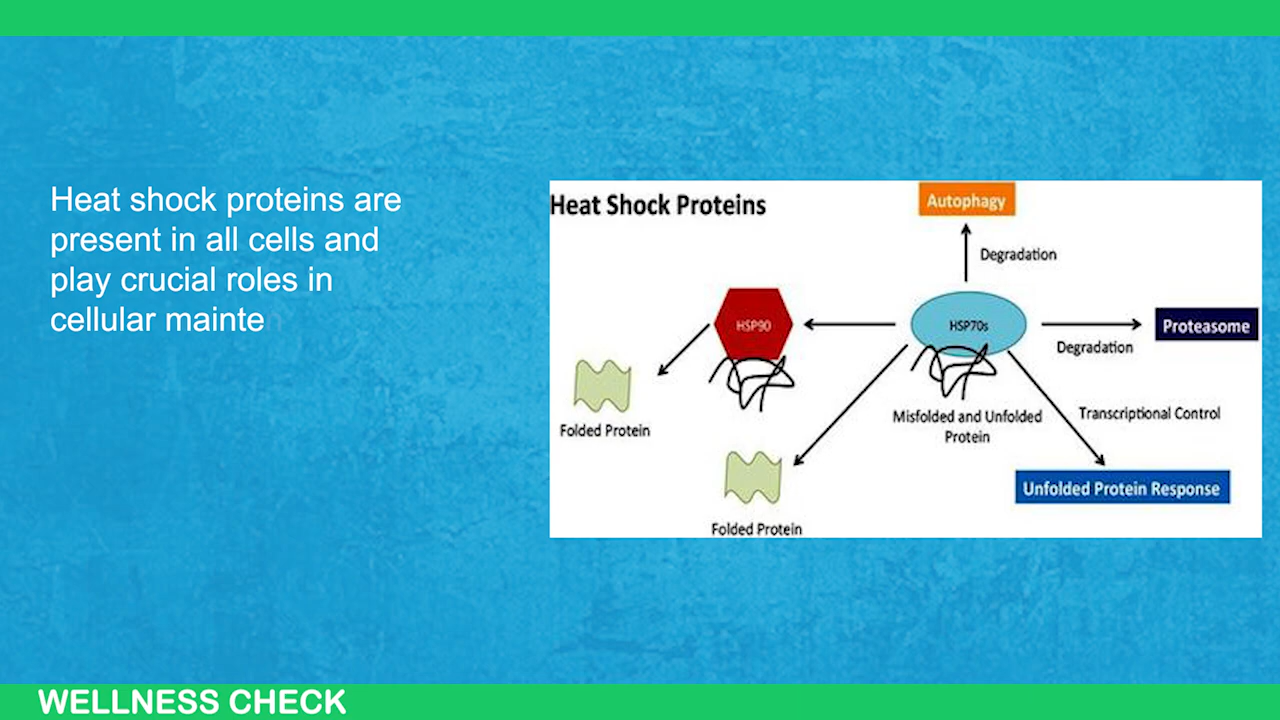 Heat shock proteins are
present in all cells and
play crucial roles in
cellular mainte
Heat Shock Proteins
Autophagy
Degradation
HSP90
HSP70s
Proteasome
Degradation
Folded Protein
Misfolded and Unfolded
Protein
Transcriptional Control
Unfolded Protein Response
Folded Protein
WELLNESS CHECK